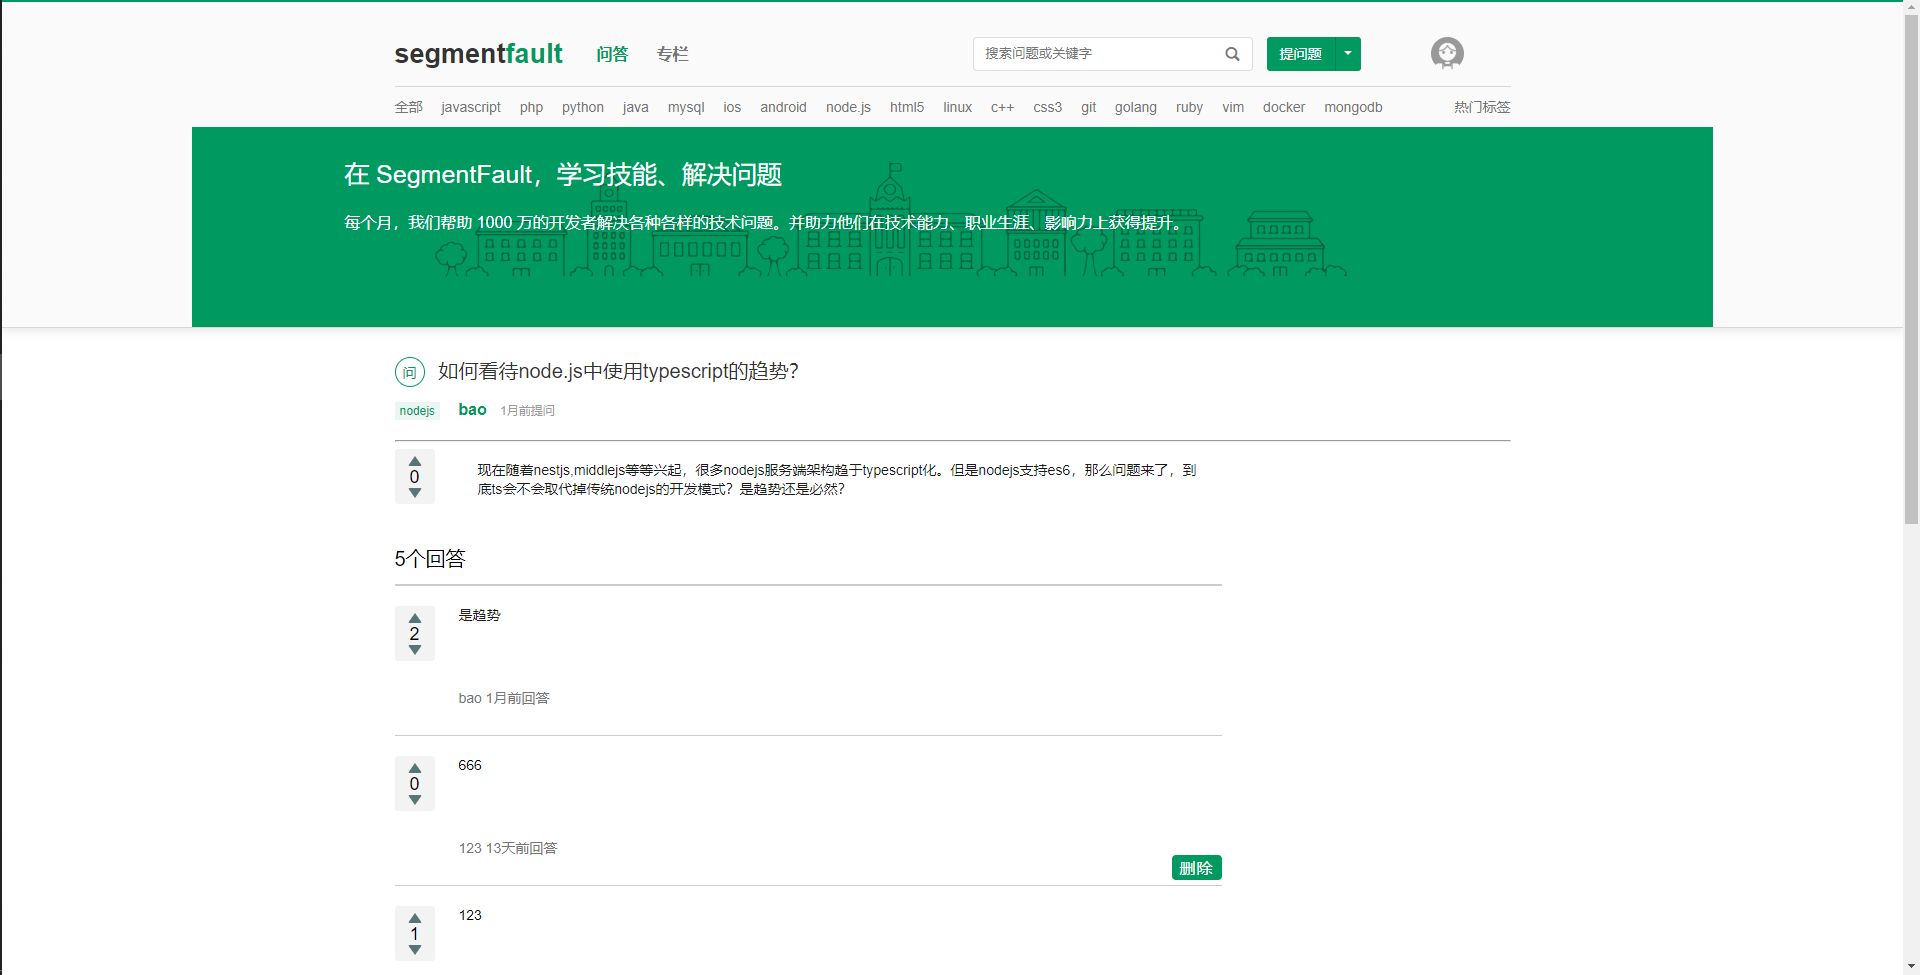 segmentfault 问答 专栏 搜索问题或关键字 提问题
全部 javascript php python java mysql ios android node.js html5 linux c++ css3 git golang ruby vim docker mongodb 热门标签
在 SegmentFault，学习技能、解决问题
每个月，我们帮助 1000 万的开发者解决各种各样的技术问题。并助力他们在技术能力、职业生涯、影响力上获得提升。
问 如何看待node.js中使用typescript的趋势?
nodejs bao 1月前提问
0
现在随着nestjs,middlejs等等兴起，很多nodejs服务端架构趋于typescript化。但是nodejs支持es6，那么问题来了，到
底ts会不会取代掉传统nodejs的开发模式？是趋势还是必然?
5个回答
是趋势
2
bao 1月前回答
666
0
123 13天前回答
删除
123
1